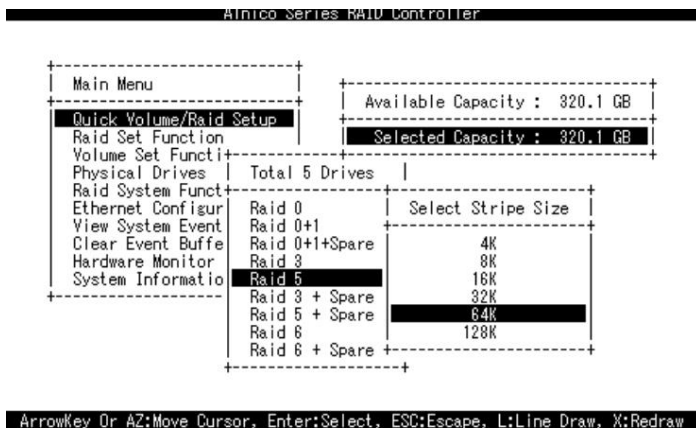 Alnico Series RAID Controller
Main Menu
Quick Volume/Raid Setup
Raid Set Function
Volume Set Functi
Physical Drives
Raid System Funct
Ethernet Configur
View System Event
Clear Event Buffe
Hardware Monitor
System Informatio
Available Capacity : 320.1 GB
Selected Capacity : 320.1 GB
Total 5 Drives
Raid 0
Raid 0+1
Raid 0+1+Spare
Raid 3
Raid 5
Raid 3 + Spare
Raid 5 + Spare
Raid 6
Raid 6 + Spare
Select Stripe Size
4K
8K
16K
32K
64K
128K
ArrowKey Or AZ:Move Cursor, Enter:Select, ESC:Escape, L:Line Draw, X:Redraw